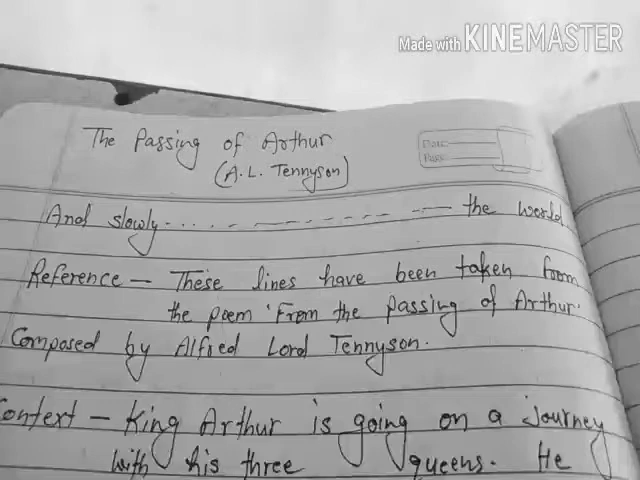 Made with KINEMASTER
The Passing of Arthur
(A.L. Tennyson)
Date
Page
And slowly..... - - - - - - - the world
Reference - These lines have been taken from
the poem 'From the passing of Arthur.
Composed by Alfred Lord Tennyson.
Context - King Arthur is going on a journey
with his three queens. He